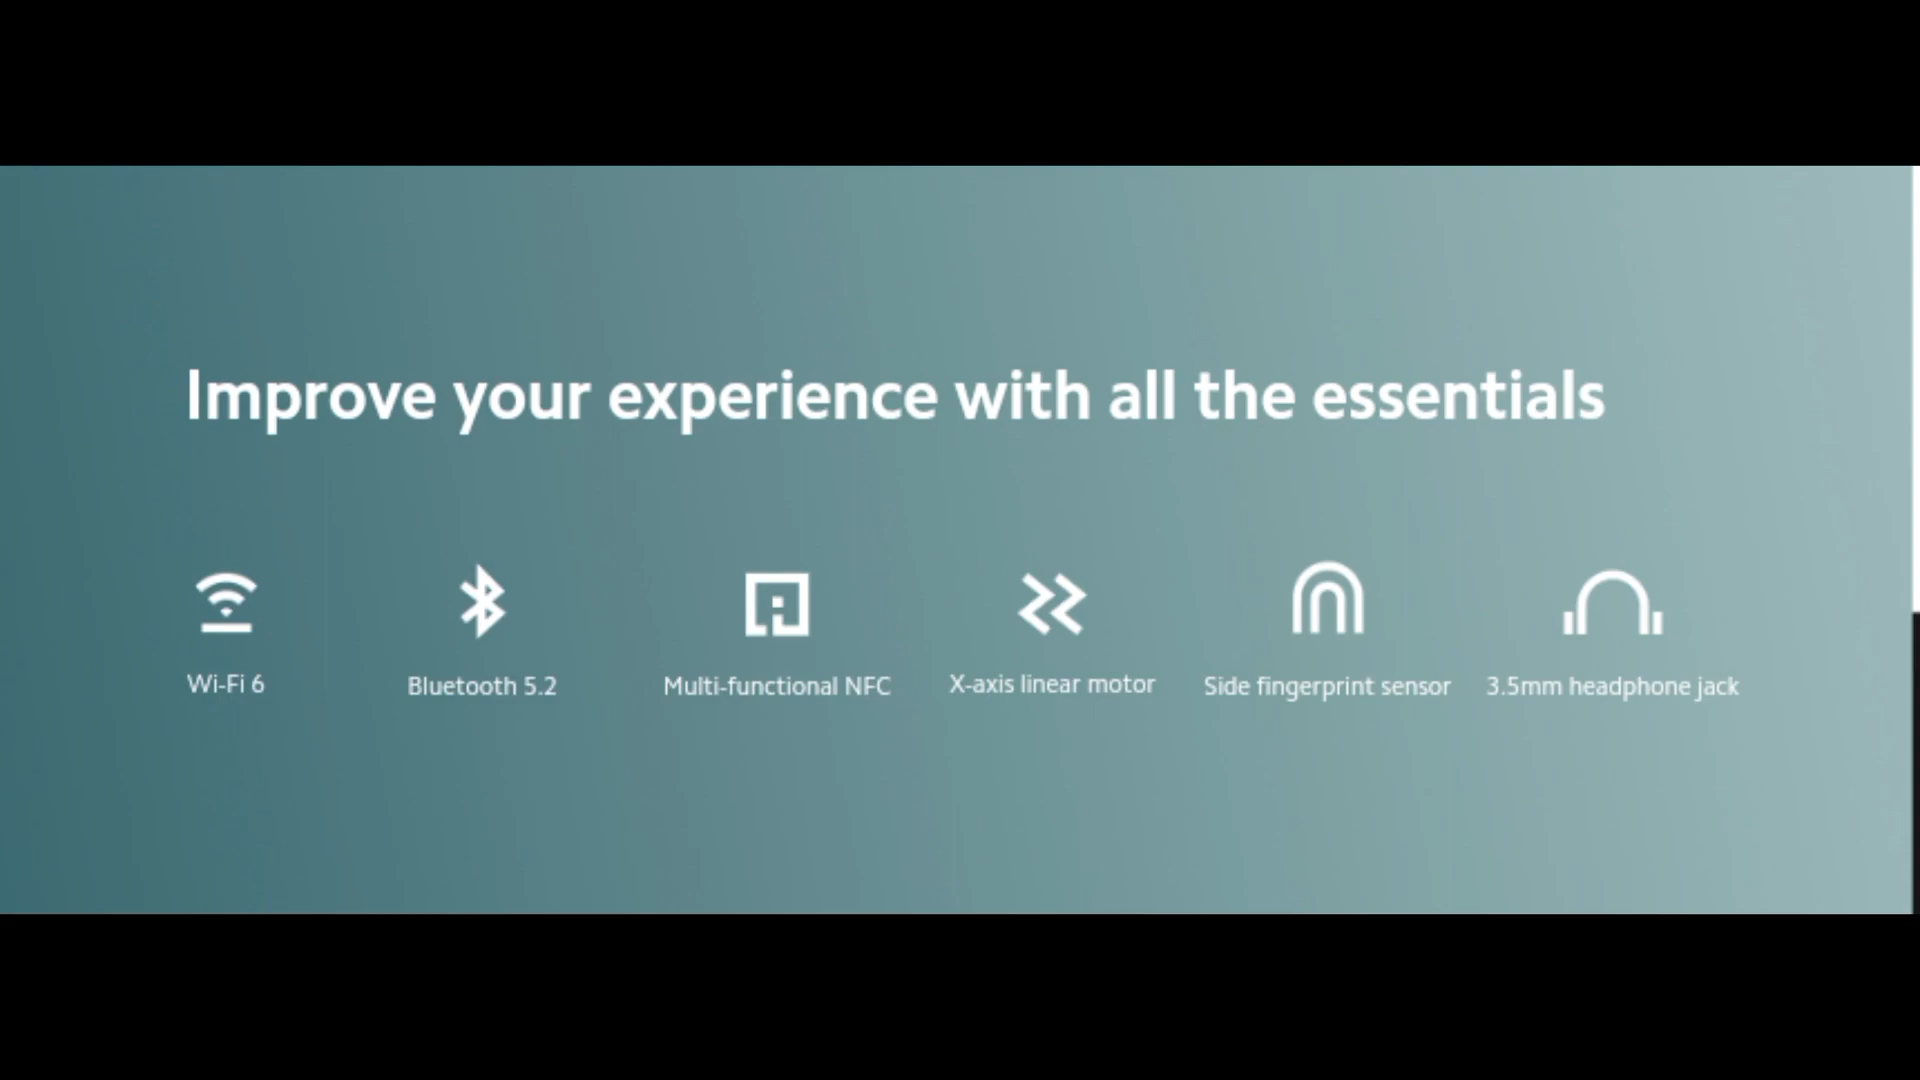 Improve your experience with all the essentials
Wi-Fi 6
Bluetooth 5.2
Multi-functional NFC
X-axis linear motor
Side fingerprint sensor
3.5mm headphone jack